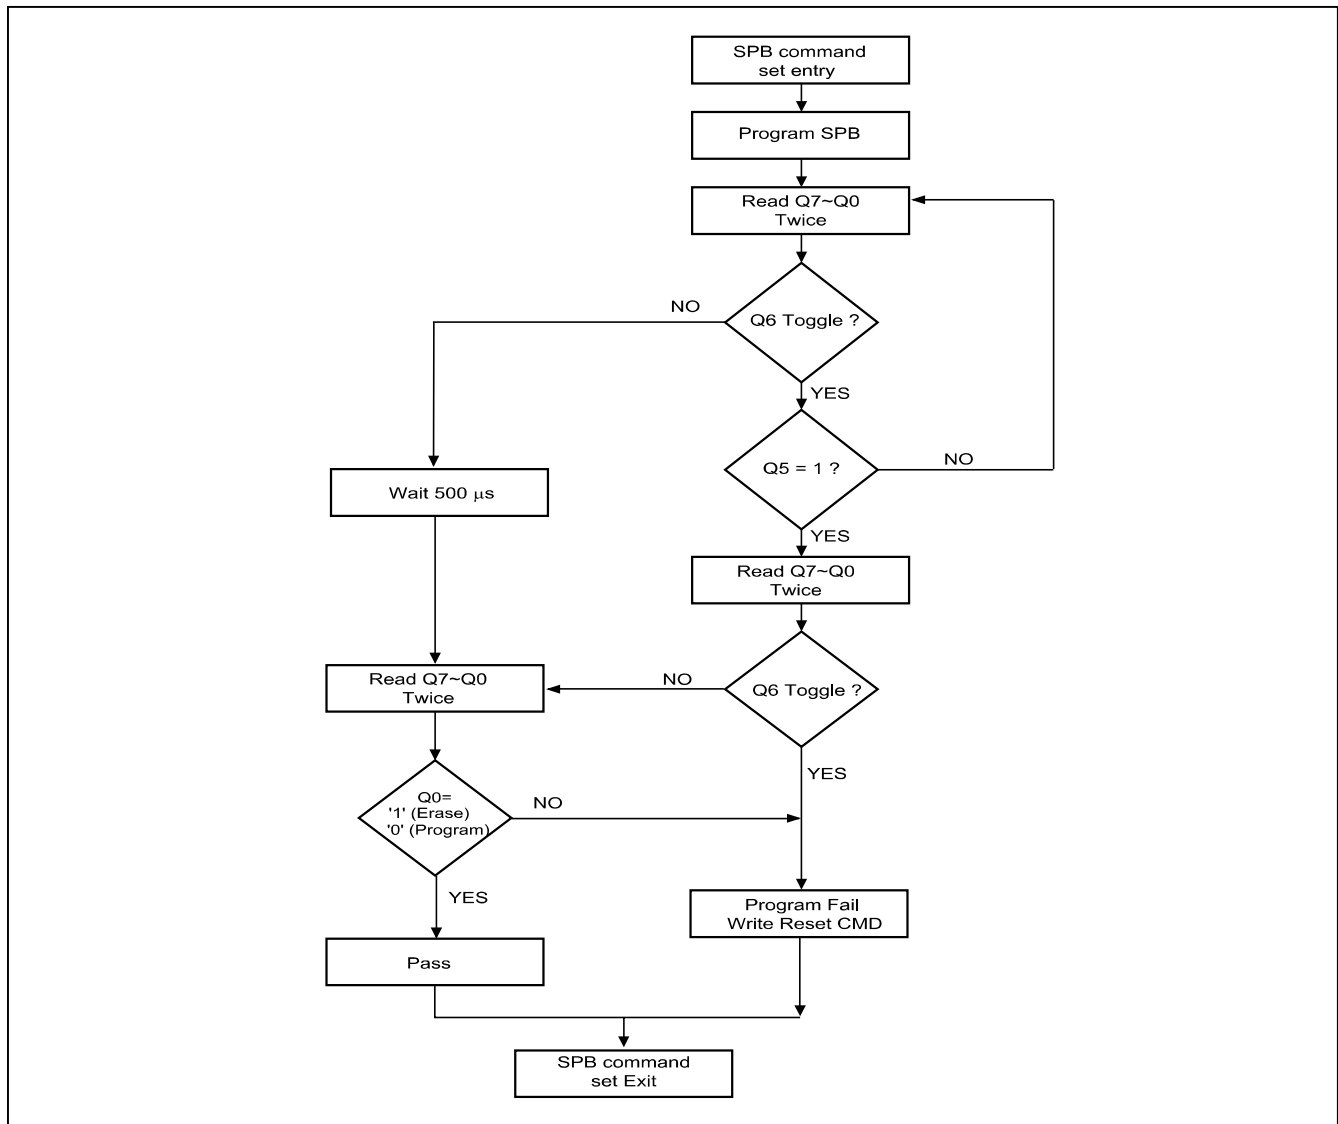 SPB command
set entry
Program SPB
Read Q7~Q0
Twice
Q6 Toggle ?
NO
YES
Q5 = 1 ?
NO
YES
Wait 500 μs
Read Q7~Q0
Twice
Q6 Toggle ?
NO
YES
Read Q7~Q0
Twice
Q0=
'1' (Erase)
'0' (Program)
NO
YES
Program Fail
Write Reset CMD
Pass
SPB command
set Exit